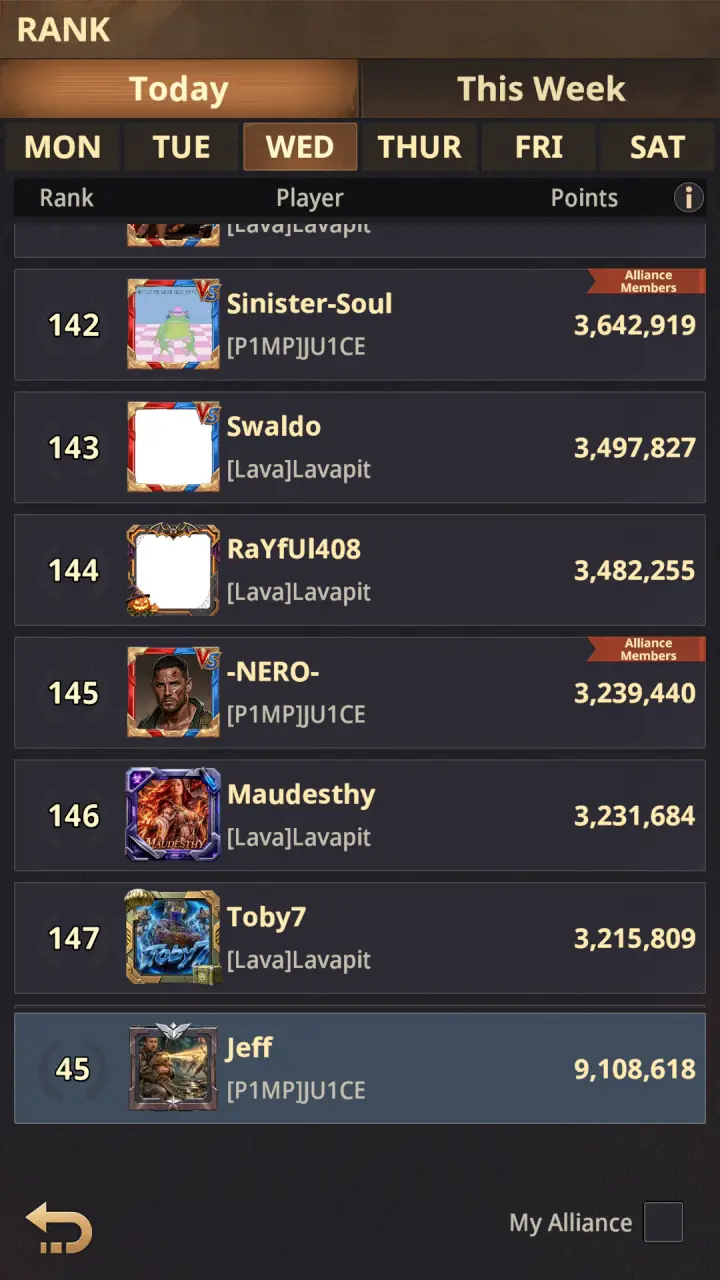 RANK
Today
This Week
MON
TUE
WED
THUR
FRI
SAT
Rank
Player
Points
[Lava]Lavapit
142
Sinister-Soul
[P1MP]JU1CE
Alliance
Members
3,642,919
143
Swaldo
[Lava]Lavapit
3,497,827
144
RaYfUl408
[Lava]Lavapit
3,482,255
145
-NERO-
[P1MP]JU1CE
Alliance
Members
3,239,440
146
MAUDESTHY
Maudesthy
[Lava]Lavapit
3,231,684
147
Toby7
Toby7
[Lava]Lavapit
3,215,809
45
Jeff
[P1MP]JU1CE
9,108,618
My Alliance